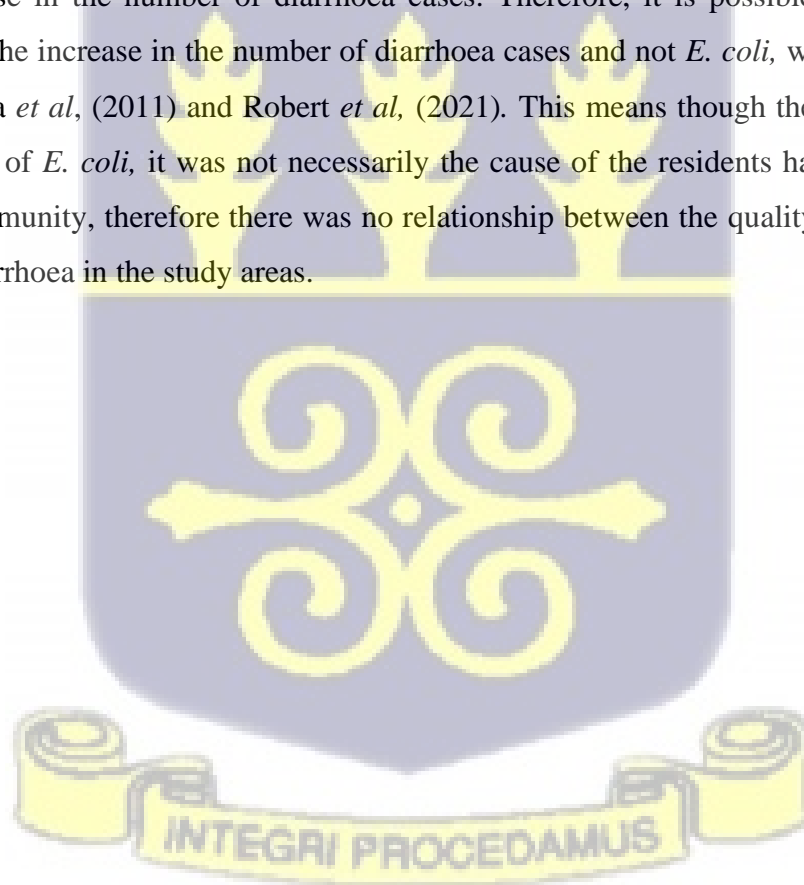 se in the number of diarrhoea cases. Therefore, it is possible
he increase in the number of diarrhoea cases and not E. coli, w
a et al, (2011) and Robert et al, (2021). This means though the
of E. coli, it was not necessarily the cause of the residents ha
munity, therefore there was no relationship between the quality
rrhoea in the study areas.
INTEGRI PROCEDAMUS